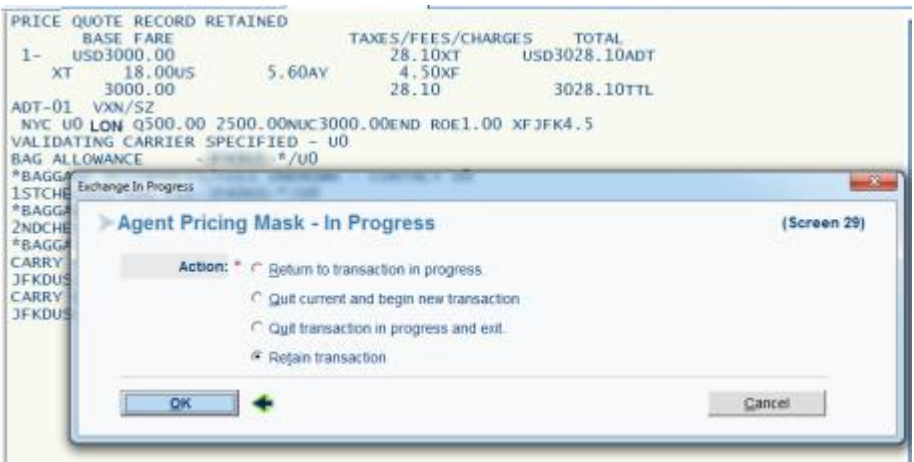 PRICE QUOTE RECORD RETAINED
BASE FARE TAXES/FEES/CHARGES TOTAL
1- USD3000.00 28.10XT USD3028.10ADT
XT 18.00US 5.60AY 4.50XF
3000.00 28.10 3028.10TTL
ADT-01 VXN/SZ
NYC U0 LON Q500.00 2500.00NUC3000.00END ROE1.00 XFJFK4.5
VALIDATING CARRIER SPECIFIED - U0
BAG ALLOWANCE - */U0
*BAGGA
1STCHE
*BAGGA
2NDCHE
*BAGGA
CARRY
JFKDUS
CARRY
JFKDUS
Exchange In Progress
Agent Pricing Mask - In Progress (Screen 29)
Action: * Return to transaction in progress.
Quit current and begin new transaction
Quit transaction in progress and exit.
Retain transaction
OK Cancel